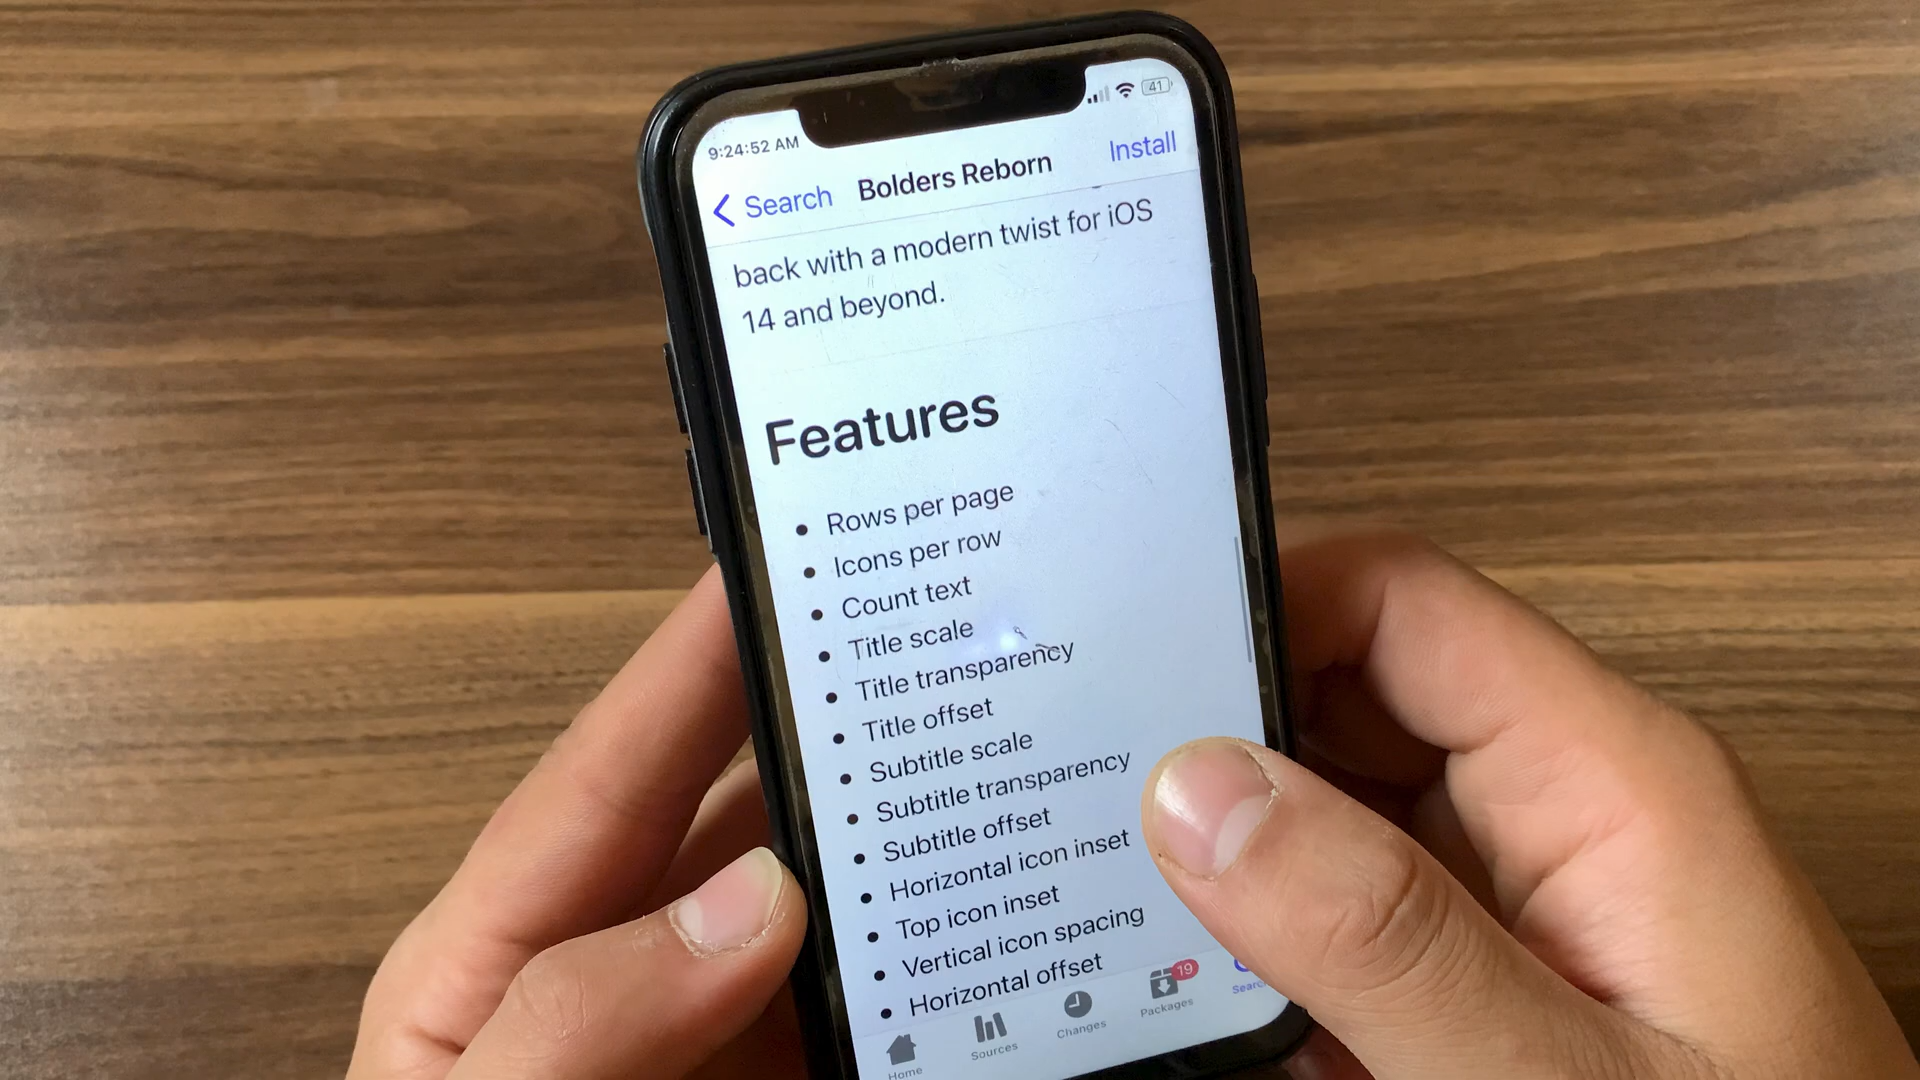 9:24:52 AM
41
Search
Bolders Reborn
Install
back with a modern twist for iOS
14 and beyond.
Features
• Rows per page
• Icons per row
• Count text
• Title scale
• Title transparency
• Title offset
• Subtitle scale
• Subtitle transparency
• Subtitle offset
• Horizontal icon inset
• Top icon inset
• Vertical icon spacing
• Horizontal offset
Home
Sources
Changes
19
Packages